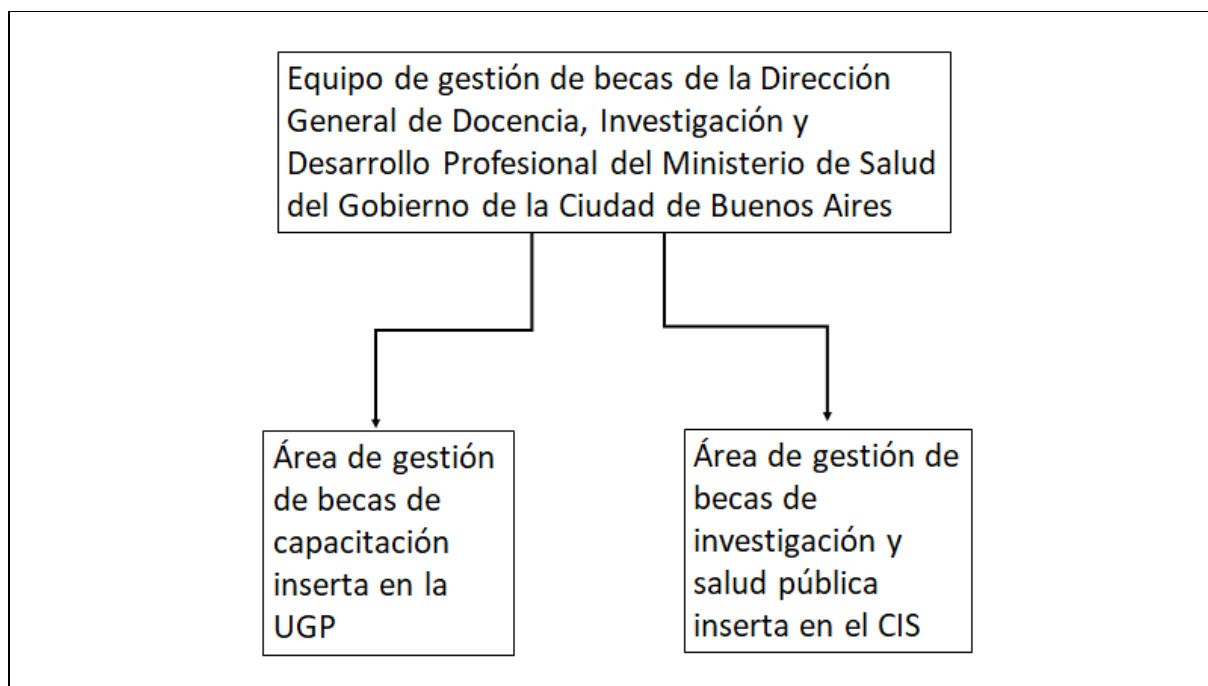 Equipo de gestión de becas de la Dirección
General de Docencia, Investigación y
Desarrollo Profesional del Ministerio de Salud
del Gobierno de la Ciudad de Buenos Aires
Área de gestión
de becas de
capacitación
inserta en la
UGP
Área de gestión de
becas de
investigación y
salud pública
inserta en el CIS